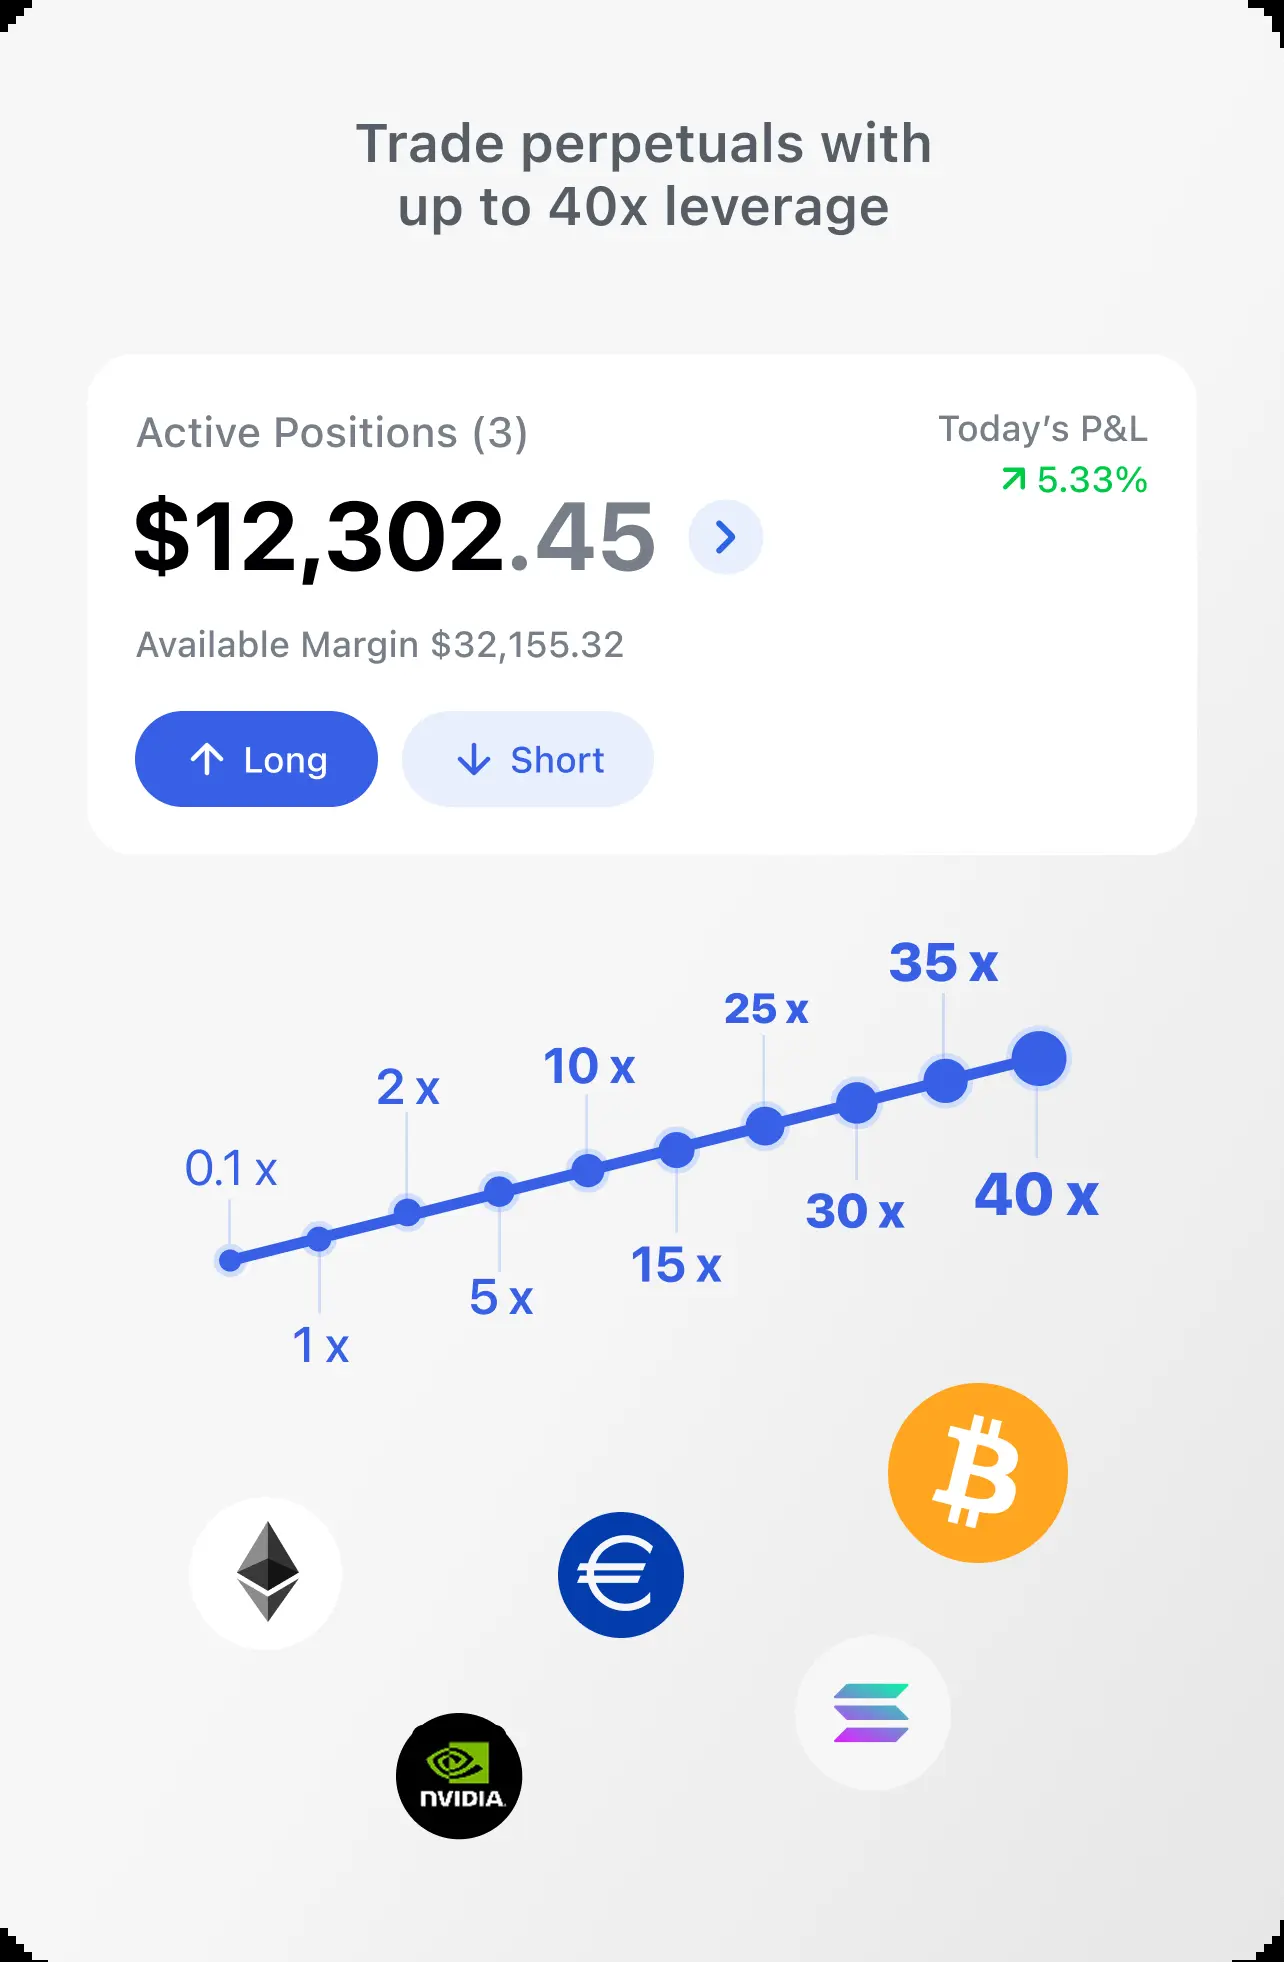 Trade perpetuals with
up to 40x leverage
Active Positions (3)
Today’s P&L
5.33%
$12,302.45
Available Margin $32,155.32
Long
Short
35 x
25 x
10 x
2 x
0.1 x
40 x
30 x
15 x
5 x
1 x
NVIDIA.